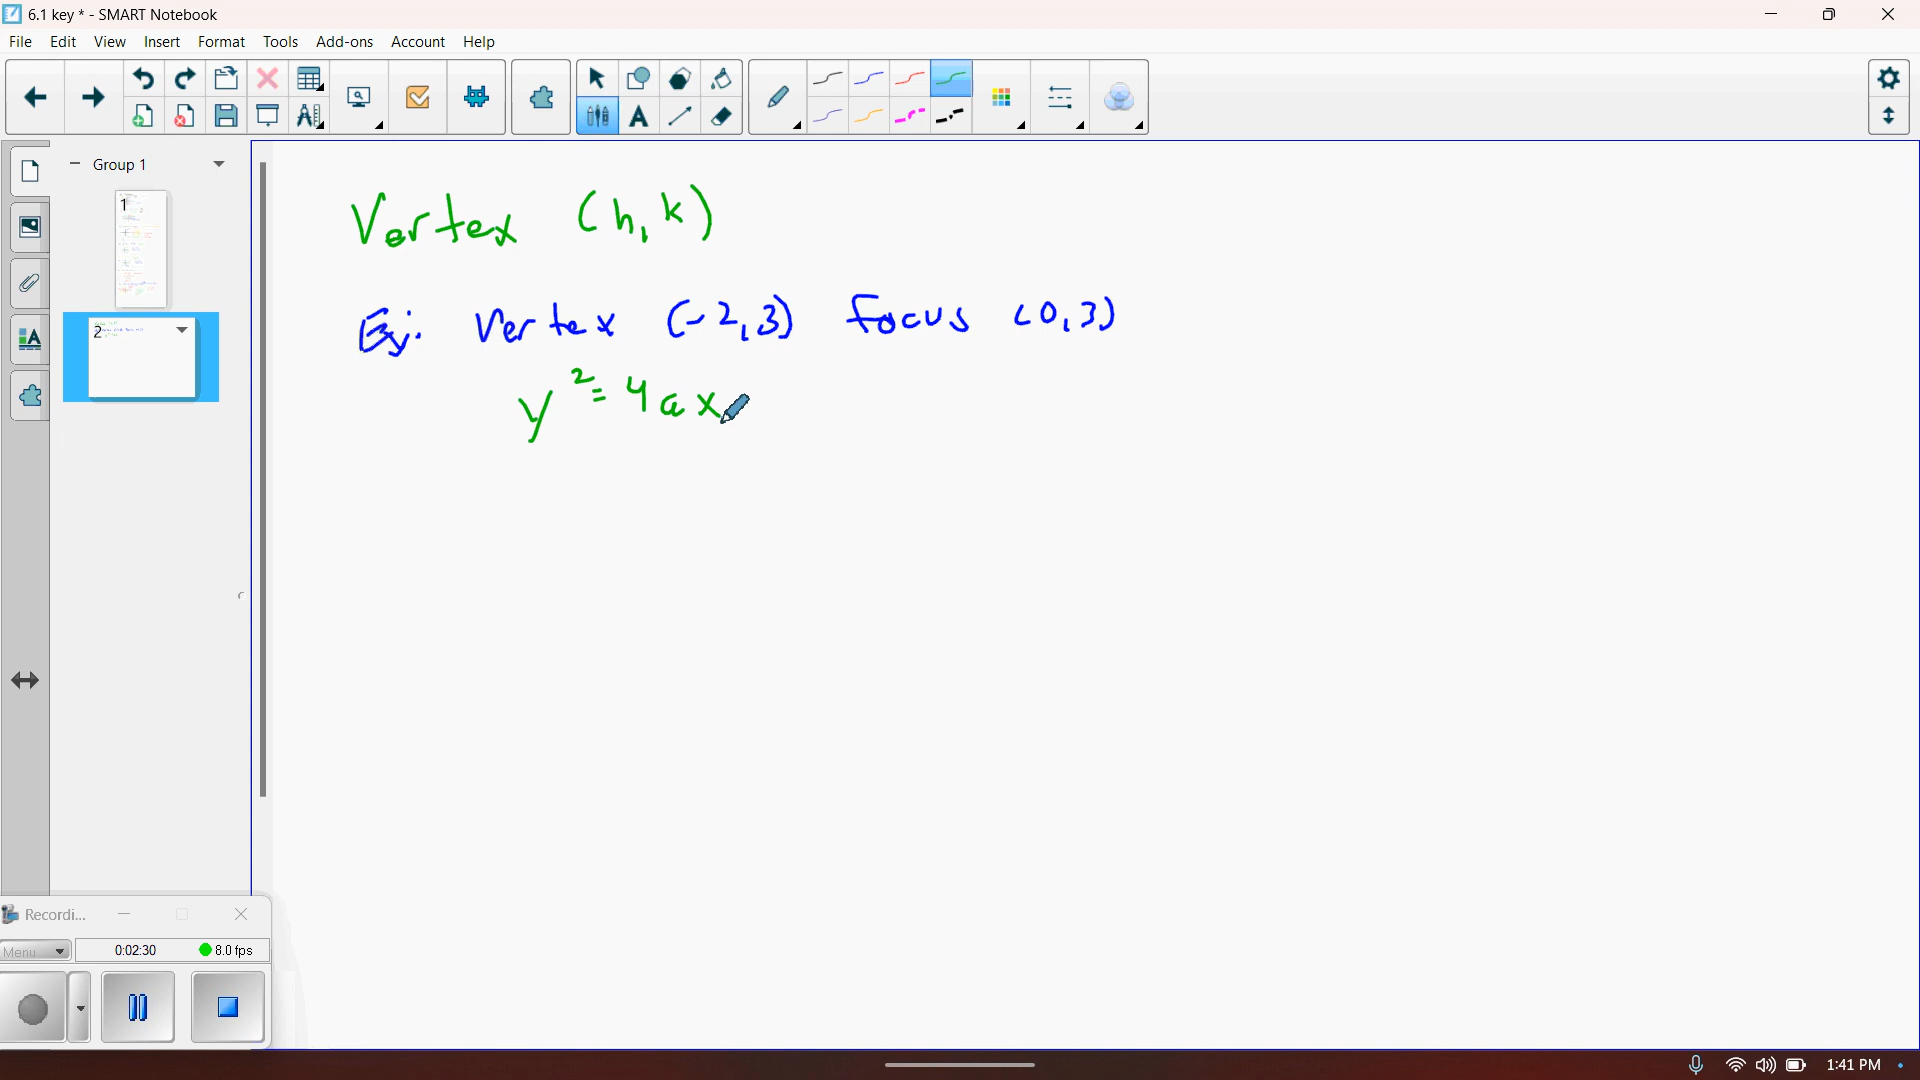 6.1 key * - SMART Notebook
File Edit View Insert Format Tools Add-ons Account Help
Group 1
1
2
Vertex (h, k)
Ex: Vertex (-2, 3) Focus (0, 3)
y² = 4ax
Recordi...
Menu 0:02:30 8.0 fps
1:41 PM